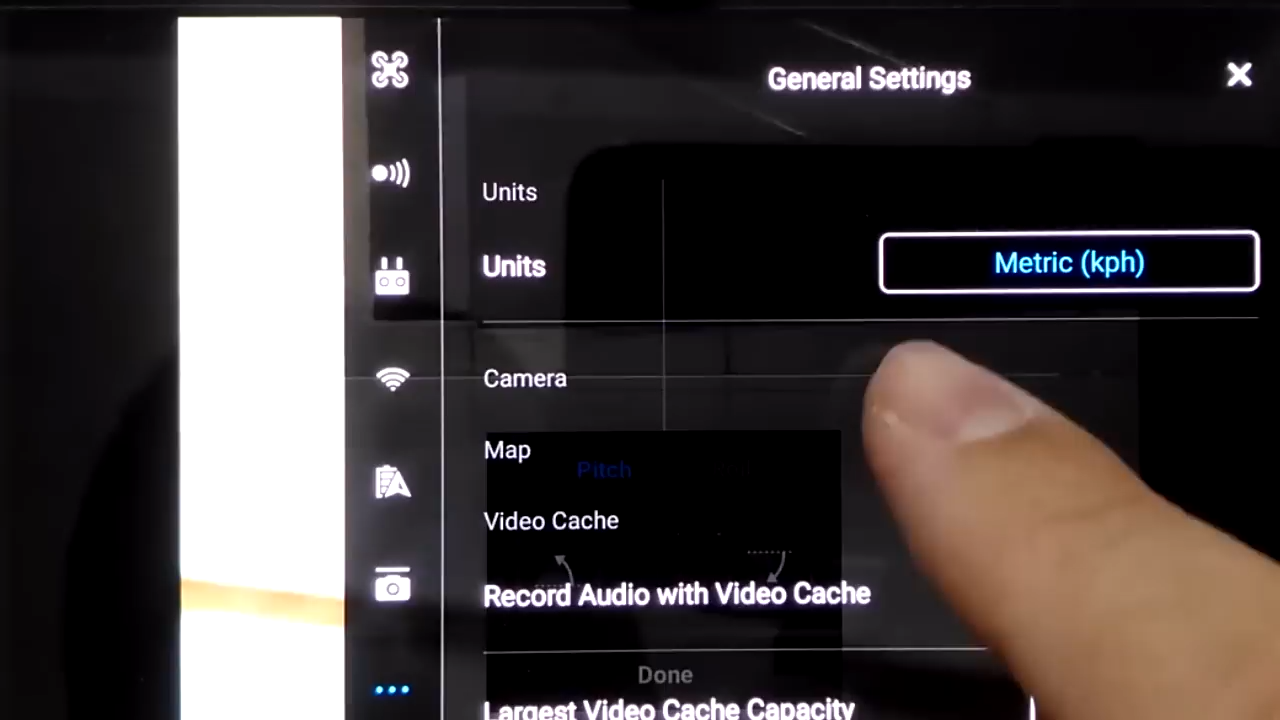 General Settings
Units
Units
Metric (kph)
Camera
Map
Pitch
Video Cache
Record Audio with Video Cache
Done
Largest Video Cache Capacity